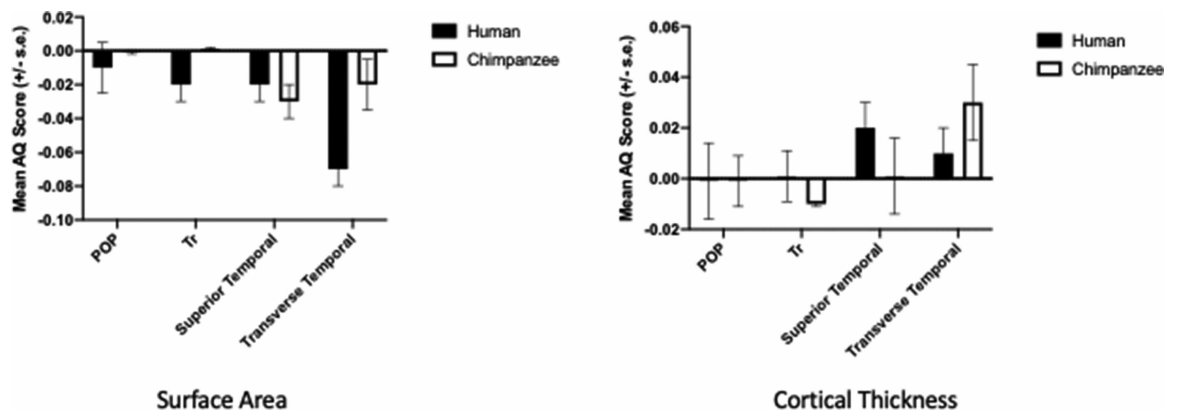 Mean AQ Score (+/- s.e.)
0.02
0.00
-0.02
-0.04
-0.06
-0.08
-0.10
POP
Tr
Superior Temporal
Transverse Temporal
Human
Chimpanzee
Surface Area
Mean AQ Score (+/- s.e.)
0.06
0.04
0.02
0.00
-0.02
POP
Tr
Superior Temporal
Transverse Temporal
Human
Chimpanzee
Cortical Thickness